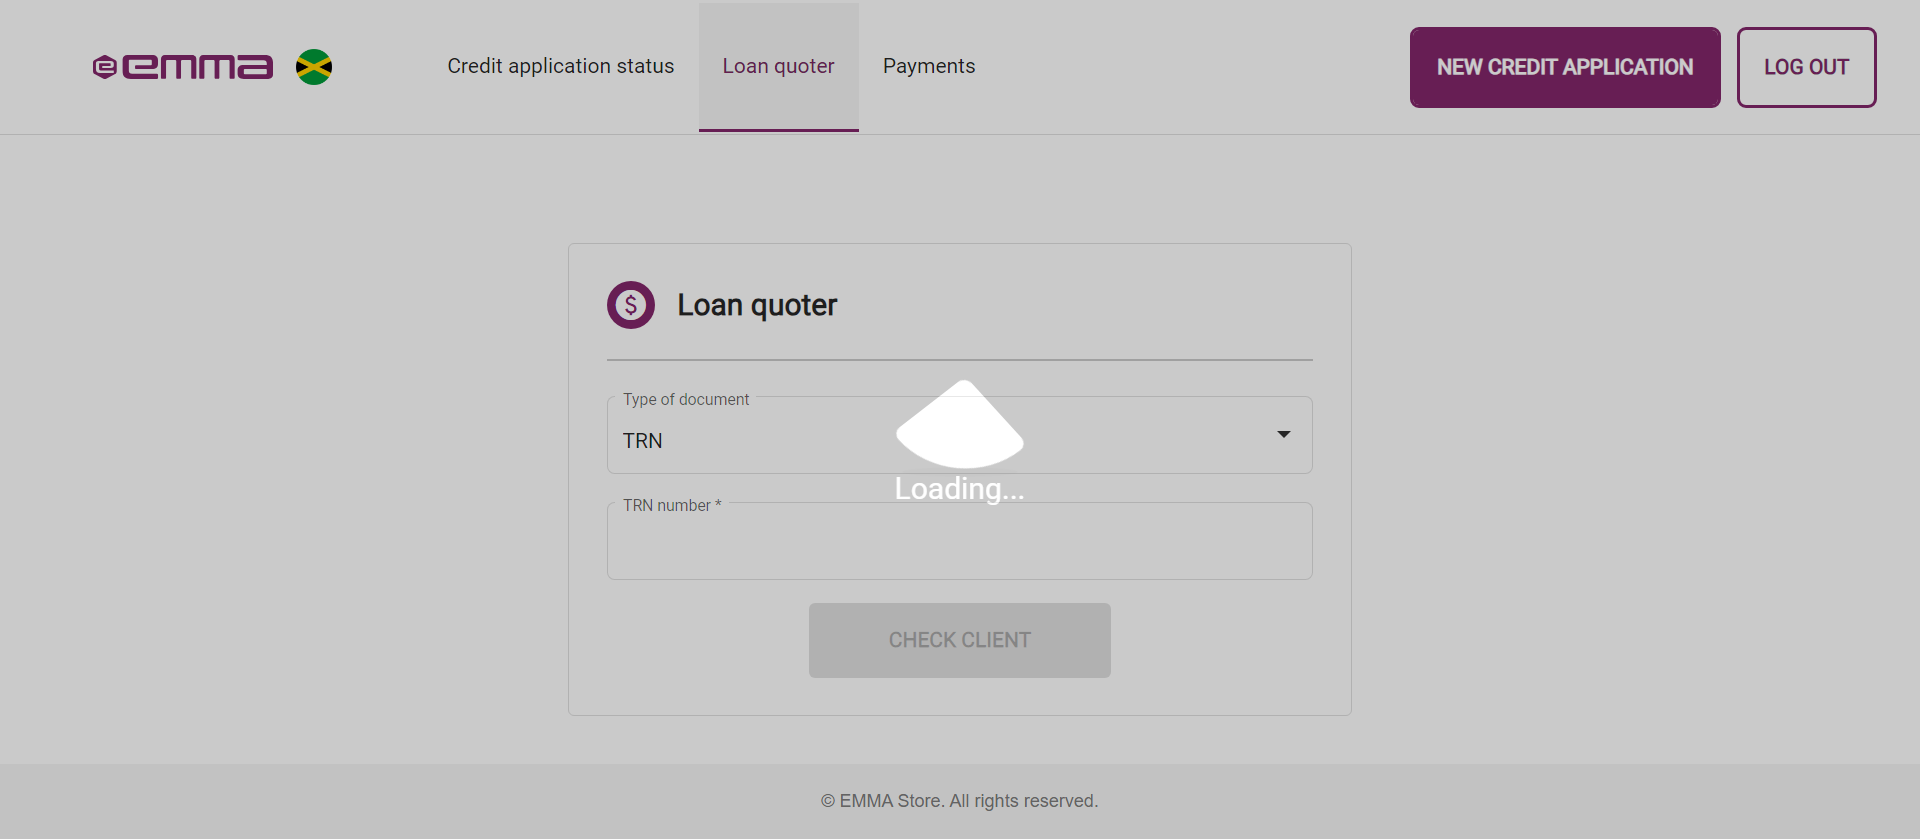 emma
Credit application status
Loan quoter
Payments
NEW CREDIT APPLICATION
LOG OUT
$ Loan quoter
Type of document
TRN
Loading...
TRN number *
CHECK CLIENT
© EMMA Store. All rights reserved.